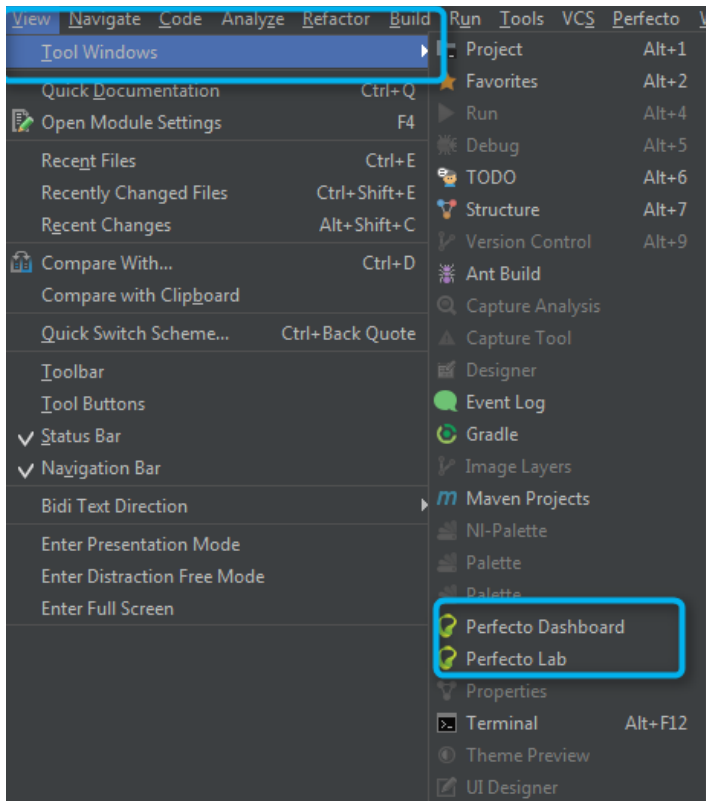 View Navigate Code Analyze Refactor Build Run Tools VCS Perfecto
Tool Windows
Quick Documentation Ctrl+Q
Open Module Settings F4
Recent Files Ctrl+E
Recently Changed Files Ctrl+Shift+E
Recent Changes Alt+Shift+C
Compare With... Ctrl+D
Compare with Clipboard
Quick Switch Scheme... Ctrl+Back Quote
Toolbar
Tool Buttons
Status Bar
Navigation Bar
Bidi Text Direction
Enter Presentation Mode
Enter Distraction Free Mode
Enter Full Screen
Project Alt+1
Favorites Alt+2
Run Alt+4
Debug Alt+5
TODO Alt+6
Structure Alt+7
Version Control Alt+9
Ant Build
Capture Analysis
Capture Tool
Designer
Event Log
Gradle
Image Layers
Maven Projects
NI-Palette
Palette
Palette
Perfecto Dashboard
Perfecto Lab
Properties
Terminal Alt+F12
Theme Preview
UI Designer